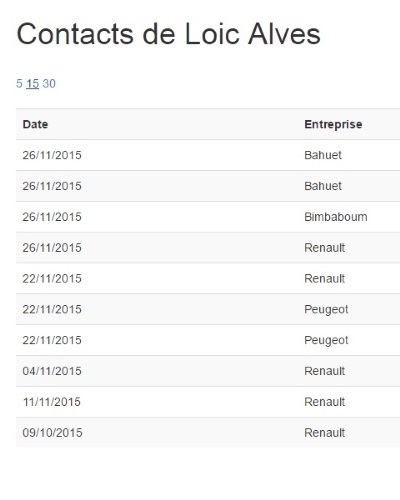 Contacts de Loic Alves
5 15 30
Date Entreprise
26/11/2015 Bahuet
26/11/2015 Bahuet
26/11/2015 Bimbaboum
26/11/2015 Renault
22/11/2015 Renault
22/11/2015 Peugeot
22/11/2015 Peugeot
04/11/2015 Renault
11/11/2015 Renault
09/10/2015 Renault